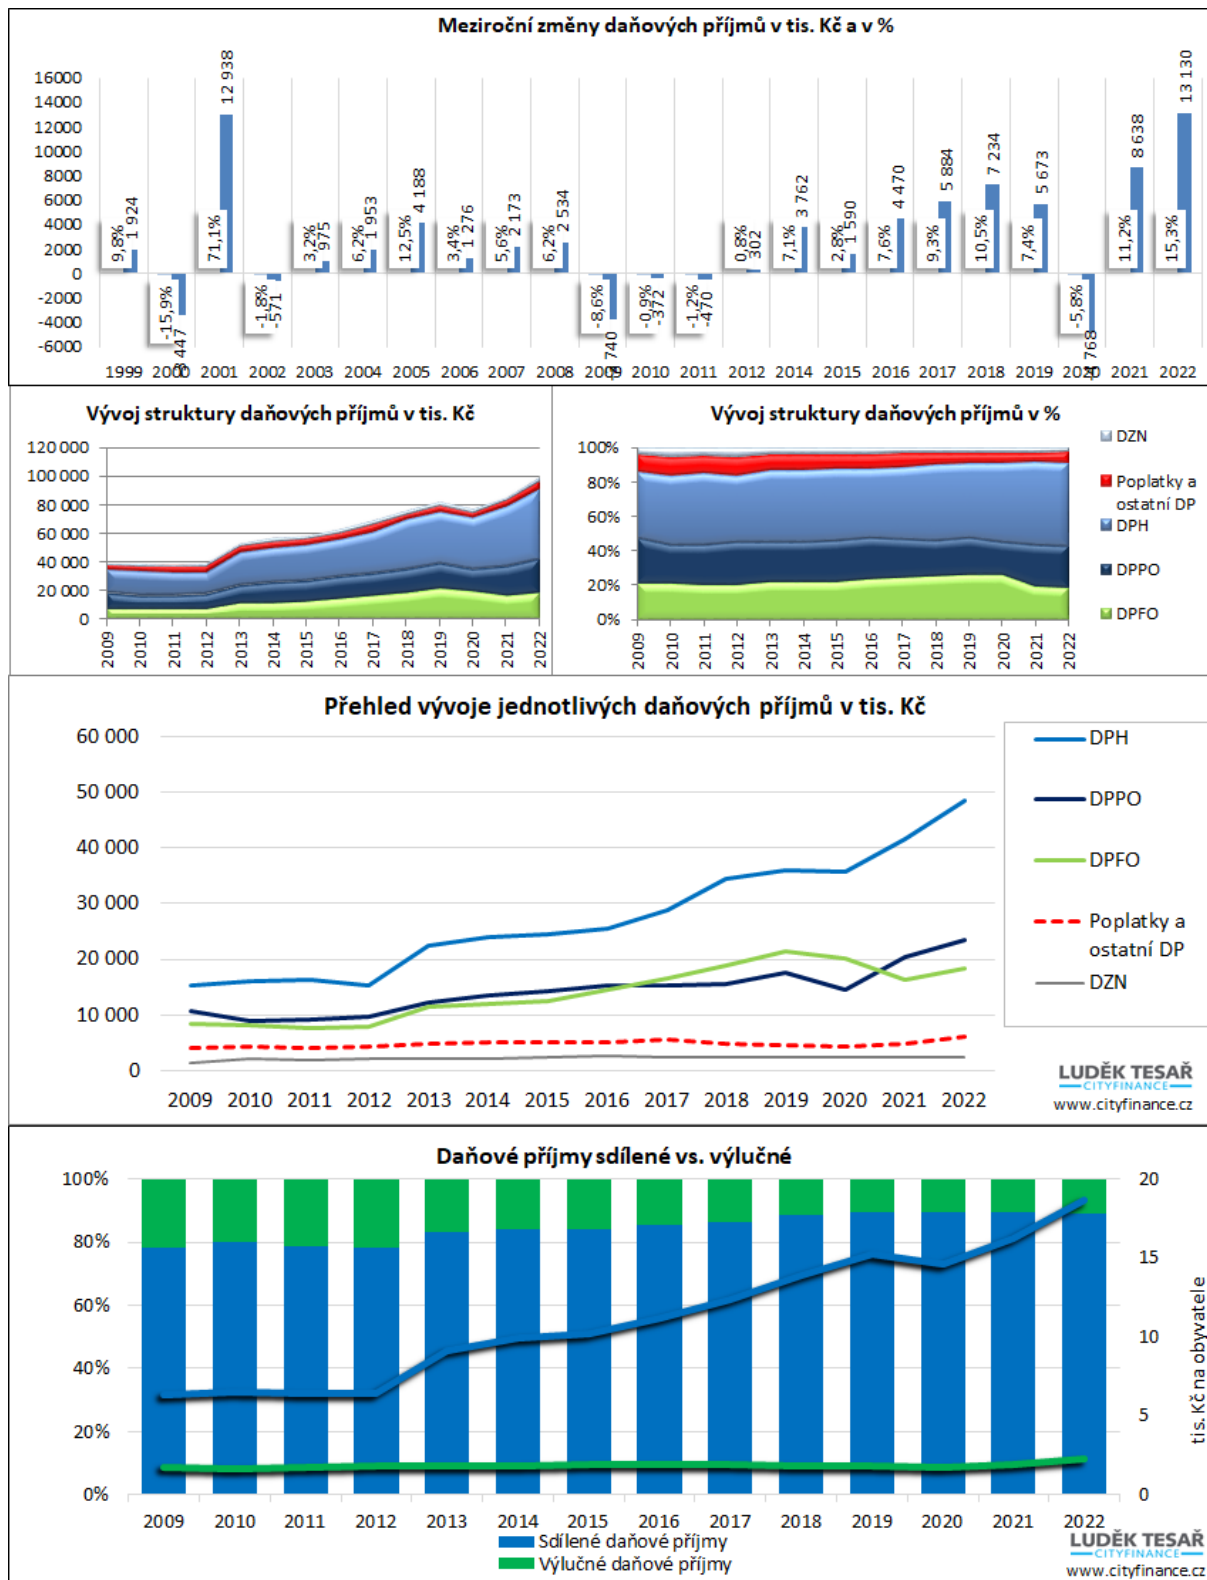 Meziroční změny daňových příjmů v tis. Kč a v %
16000
14000
12000
10000
8000
6000
4000
2000
0
-2000
-4000
-6000
9,8% 1 924
-15,9%
447
71,1% 12 938
-1,8% -571
3,2% 975
6,2% 1 953
12,5% 4 188
3,4% 1 276
5,6% 2 173
6,2% 2 534
-8,6%
740
-0,9% -372
-1,2% -470
0,8% 302
7,1% 3 762
2,8% 1 590
7,6% 4 470
9,3% 5 884
10,5% 7 234
7,4% 5 673
-5,8%
768
11,2% 8 638
15,3% 13 130
1999 2000 2001 2002 2003 2004 2005 2006 2007 2008 2009 2010 2011 2012 2013 2014 2015 2016 2017 2018 2019 2020 2021 2022
Vývoj struktury daňových příjmů v tis. Kč
120 000
100 000
80 000
60 000
40 000
20 000
0
2009 2010 2011 2012 2013 2014 2015 2016 2017 2018 2019 2020 2021 2022
Vývoj struktury daňových příjmů v %
100%
80%
60%
40%
20%
0%
2009 2010 2011 2012 2013 2014 2015 2016 2017 2018 2019 2020 2021 2022
DZN
Poplatky a
ostatní DP
DPH
DPPO
DPFO
Přehled vývoje jednotlivých daňových příjmů v tis. Kč
60 000
50 000
40 000
30 000
20 000
10 000
0
2009 2010 2011 2012 2013 2014 2015 2016 2017 2018 2019 2020 2021 2022
DPH
DPPO
DPFO
Poplatky a
ostatní DP
DZN
LUDĚK TESAŘ
CITYFINANCE
www.cityfinance.cz
Daňové příjmy sdílené vs. výlučné
100%
80%
60%
40%
20%
0%
20
15
10
5
0
tis. Kč na obyvatele
2009 2010 2011 2012 2013 2014 2015 2016 2017 2018 2019 2020 2021 2022
Sdílené daňové příjmy
Výlučné daňové příjmy
LUDĚK TESAŘ
CITYFINANCE
www.cityfinance.cz